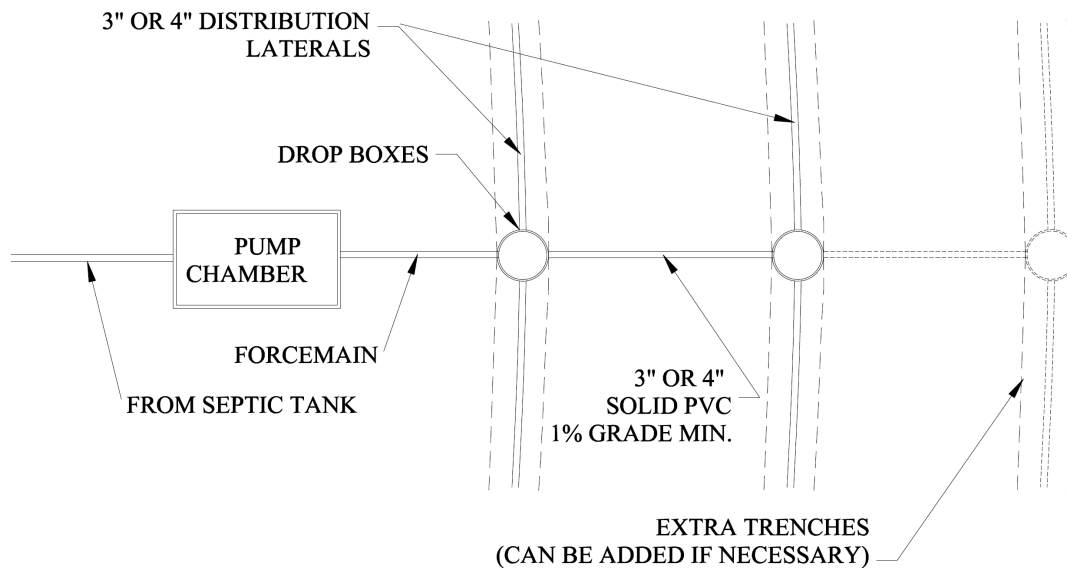 3" OR 4" DISTRIBUTION
LATERALS
DROP BOXES
PUMP
CHAMBER
FORCEMAIN
FROM SEPTIC TANK
3" OR 4"
SOLID PVC
1% GRADE MIN.
EXTRA TRENCHES
(CAN BE ADDED IF NECESSARY)